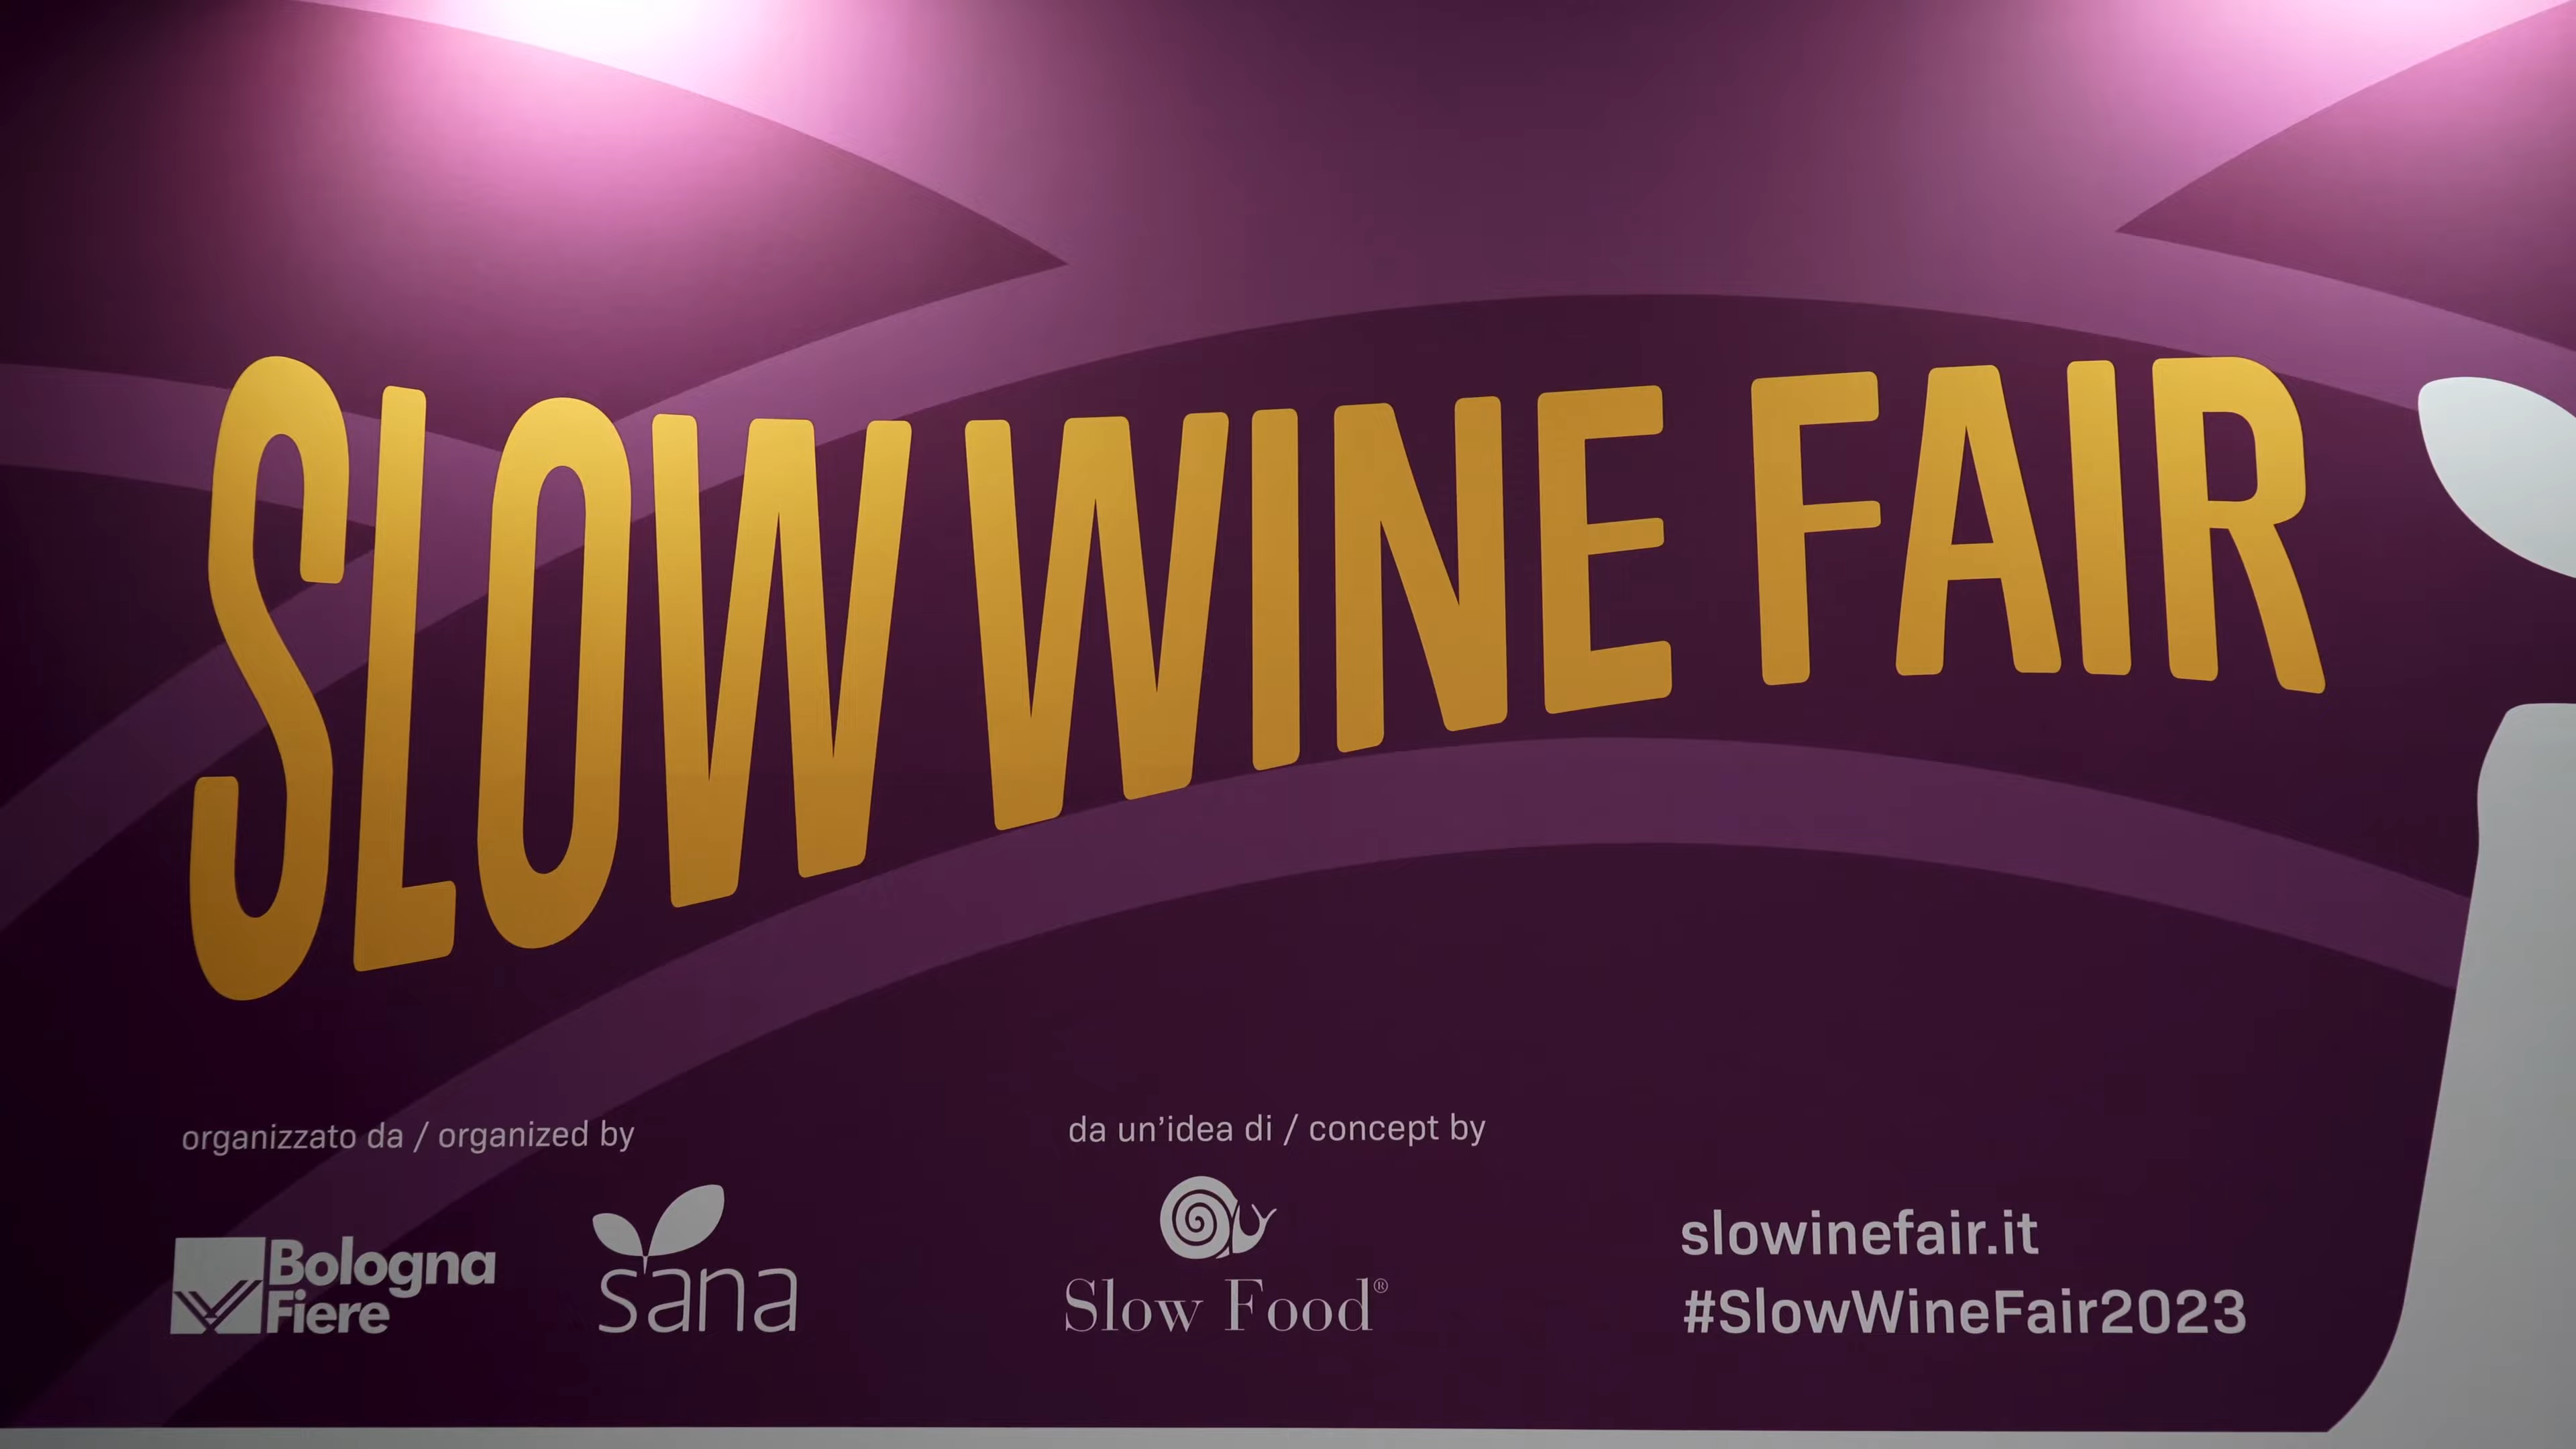 SLOW WINE FAIR
organizzato da / organized by
da un'idea di / concept by
Bologna
Fiere
sana
Slow Food®
slowinefair.it
#SlowWineFair2023